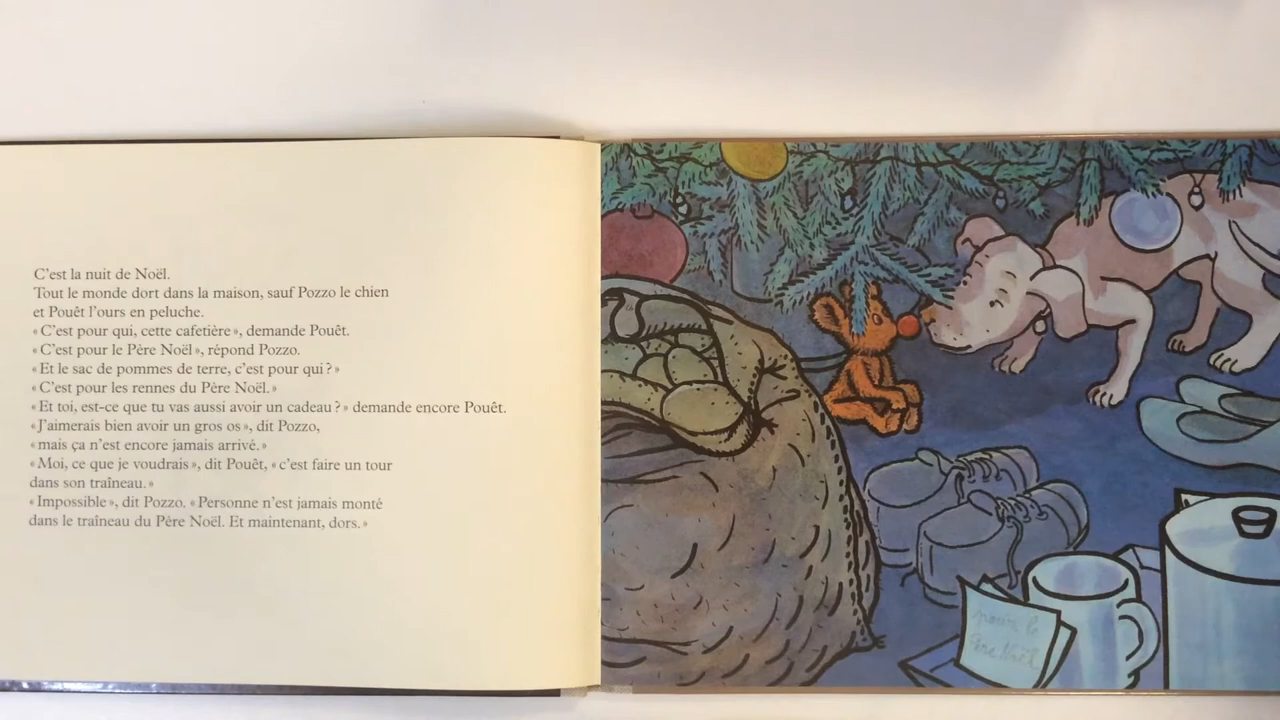 C'est la nuit de Noël.
Tout le monde dort dans la maison, sauf Pozzo le chien
et Pouêt l'ours en peluche.
« C'est pour qui, cette cafetière », demande Pouêt.
« C'est pour le Père Noël », répond Pozzo.
« Et le sac de pommes de terre, c'est pour qui ? »
« C'est pour les rennes du Père Noël. »
« Et toi, est-ce que tu vas aussi avoir un cadeau ? » demande encore Pouêt.
« J'aimerais bien avoir un gros os », dit Pozzo,
« mais ça n'est encore jamais arrivé. »
« Moi, ce que je voudrais », dit Pouêt, « c'est faire un tour
dans son traîneau. »
« Impossible », dit Pozzo. « Personne n'est jamais monté
dans le traîneau du Père Noël. Et maintenant, dors. »
pour le
Père Noël